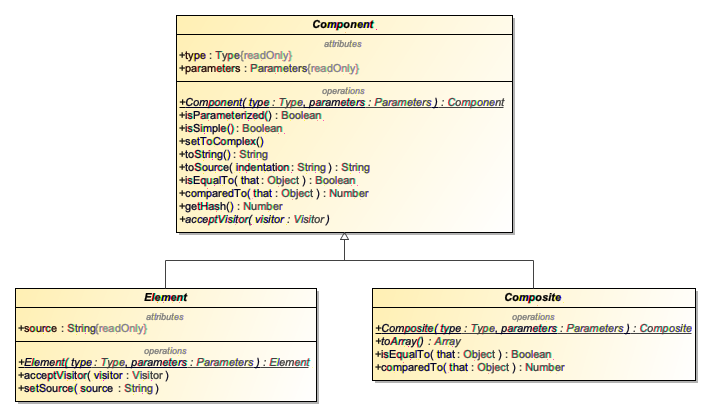 Component
attributes
+type : Type{readOnly}
+parameters : Parameters{readOnly}
operations
+Component( type : Type, parameters : Parameters ) : Component
+isParameterized() : Boolean
+isSimple() : Boolean
+setToComplex()
+toString() : String
+toSource( indentation : String ) : String
+isEqualTo( that : Object ) : Boolean
+comparedTo( that : Object ) : Number
+getHash() : Number
+acceptVisitor( visitor : Visitor )
Element
attributes
+source : String{readOnly}
operations
+Element( type : Type, parameters : Parameters ) : Element
+acceptVisitor( visitor : Visitor )
+setSource( source : String )
Composite
operations
+Composite( type : Type, parameters : Parameters ) : Composite
+toArray() : Array
+isEqualTo( that : Object ) : Boolean
+comparedTo( that : Object ) : Number